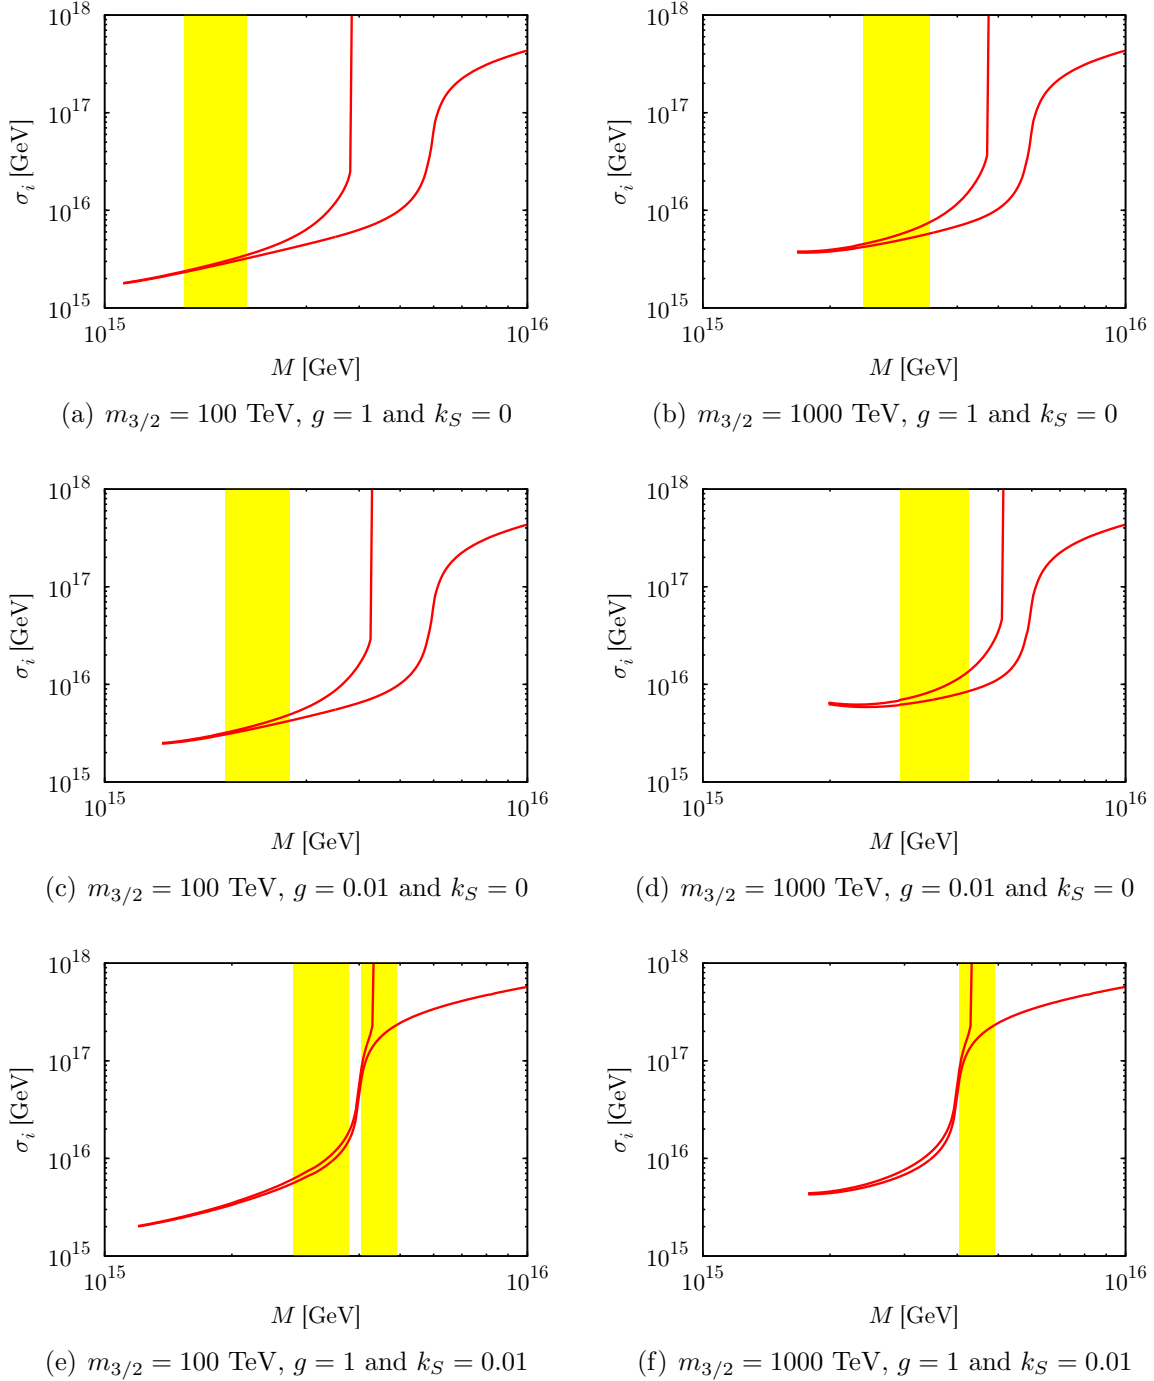 10^18 10^18
10^17 10^17
σ_i [GeV] σ_i [GeV]
10^16 10^16
10^15 10^15
10^15 10^16 10^15 10^16
M [GeV] M [GeV]
(a) m_{3/2} = 100 TeV, g = 1 and k_S = 0 (b) m_{3/2} = 1000 TeV, g = 1 and k_S = 0
10^18 10^18
10^17 10^17
σ_i [GeV] σ_i [GeV]
10^16 10^16
10^15 10^15
10^15 10^16 10^15 10^16
M [GeV] M [GeV]
(c) m_{3/2} = 100 TeV, g = 0.01 and k_S = 0 (d) m_{3/2} = 1000 TeV, g = 0.01 and k_S = 0
10^18 10^18
10^17 10^17
σ_i [GeV] σ_i [GeV]
10^16 10^16
10^15 10^15
10^15 10^16 10^15 10^16
M [GeV] M [GeV]
(e) m_{3/2} = 100 TeV, g = 1 and k_S = 0.01 (f) m_{3/2} = 1000 TeV, g = 1 and k_S = 0.01